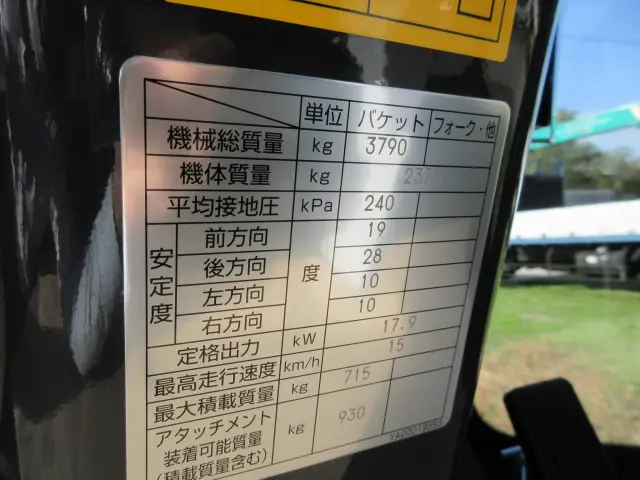 単位 バケット フォーク・他
機械総質量 kg 3790
機体質量 kg
平均接地圧 kPa 240
安定度 前方向 度 19
後方向 28
左方向 10
右方向 10
定格出力 kW 17.9
最高走行速度 km/h 15
最大積載質量 kg 715
アタッチメント
装着可能質量 kg 930
(積載質量含む)